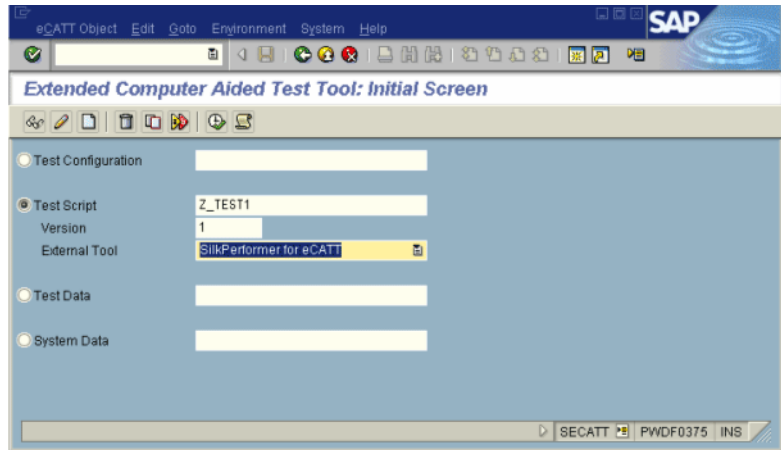 eCATT Object Edit Goto Environment System Help
SAP
Extended Computer Aided Test Tool: Initial Screen
Test Configuration
Test Script Z_TEST1
Version 1
External Tool SilkPerformer for eCATT
Test Data
System Data
SECATT PWDF0375 INS